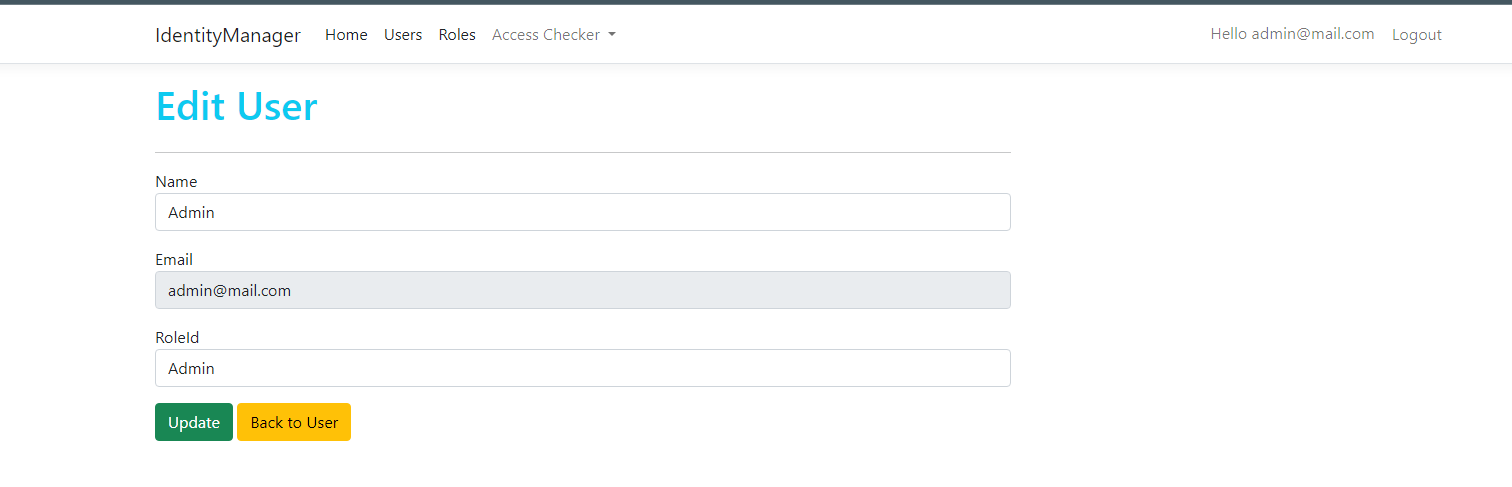 IdentityManager Home Users Roles Access Checker Hello admin@mail.com Logout
Edit User
Name
Admin
Email
admin@mail.com
RoleId
Admin
Update Back to User